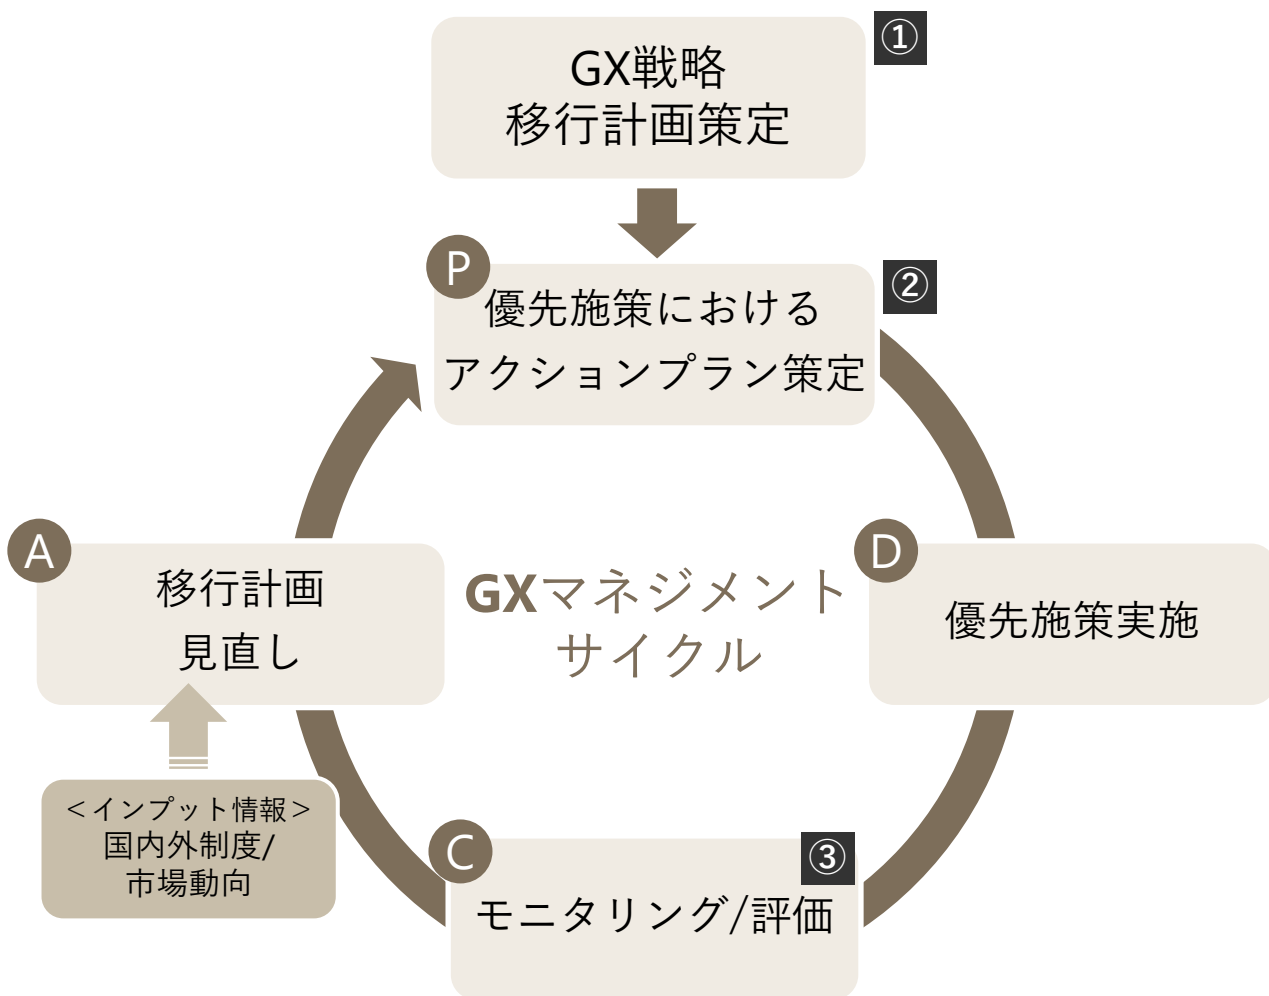 ①
GX戦略
移行計画策定
P
②
優先施策における
アクションプラン策定
A
移行計画
見直し
GXマネジメント
サイクル
D
優先施策実施
<インプット情報>
国内外制度/
市場動向
C
③
モニタリング/評価